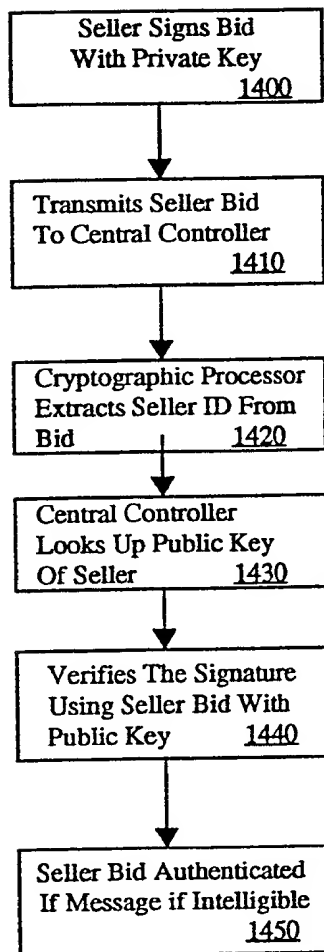 Seller Signs Bid
With Private Key
1400
Transmits Seller Bid
To Central Controller
1410
Cryptographic Processor
Extracts Seller ID From
Bid 1420
Central Controller
Looks Up Public Key
Of Seller 1430
Verifies The Signature
Using Seller Bid With
Public Key 1440
Seller Bid Authenticated
If Message if Intelligible
1450